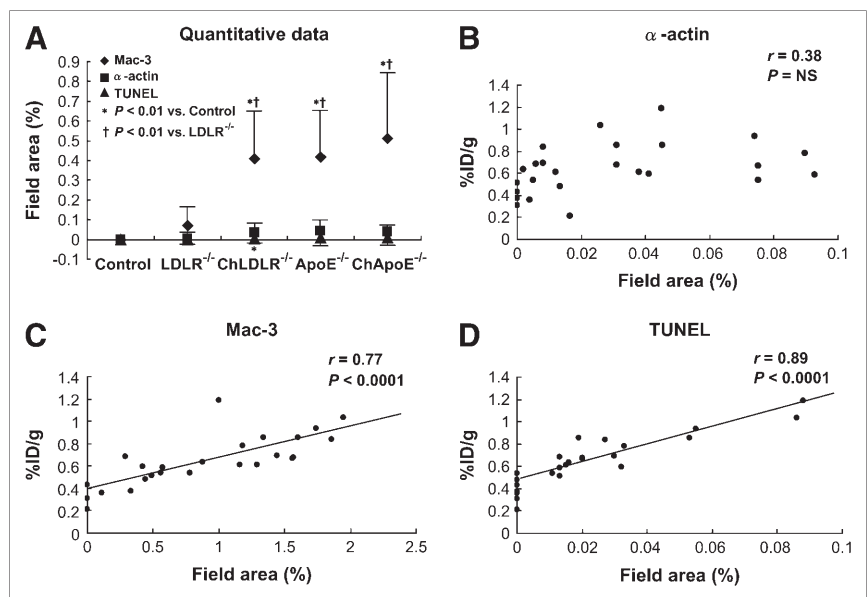 A
Quantitative data
Mac-3
α-actin
TUNEL
* P < 0.01 vs. Control
† P < 0.01 vs. LDLR-/-
Field area (%)
0.9
0.8
0.7
0.6
0.5
0.4
0.3
0.2
0.1
0
-0.1
*†
*†
*†
*
Control LDLR-/- ChLDLR-/- ApoE-/- ChApoE-/-
B
α -actin
r = 0.38
P = NS
%ID/g
1.4
1.2
1
0.8
0.6
0.4
0.2
0
0 0.02 0.04 0.06 0.08 0.1
Field area (%)
C
Mac-3
r = 0.77
P < 0.0001
%ID/g
1.4
1.2
1
0.8
0.6
0.4
0.2
0
0 0.5 1 1.5 2 2.5
Field area (%)
D
TUNEL
r = 0.89
P < 0.0001
%ID/g
1.4
1.2
1
0.8
0.6
0.4
0.2
0
0 0.02 0.04 0.06 0.08 0.1
Field area (%)